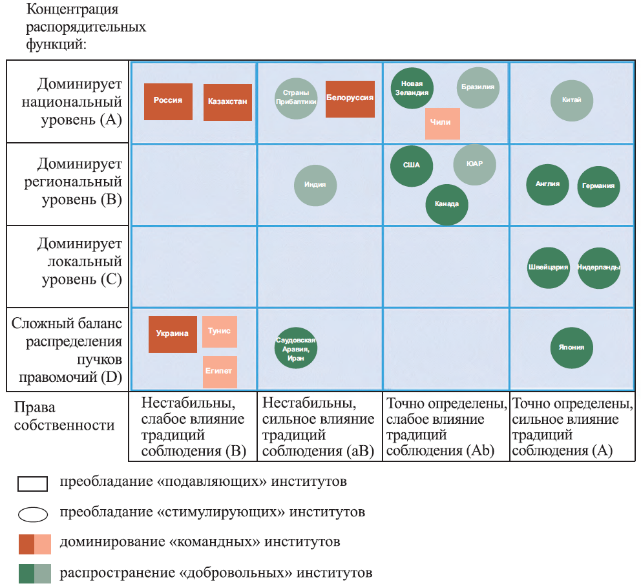 Концентрация
распорядительных
функций:
Доминирует
национальный
уровень (A)
Россия
Казахстан
Страны
Прибалтики
Белоруссия
Новая
Зеландия
Бразилия
Чили
Китай
Доминирует
региональный
уровень (B)
Индия
США
ЮАР
Канада
Англия
Германия
Доминирует
локальный
уровень (C)
Швейцария
Нидерланды
Сложный баланс
распределения
пучков
правомочий (D)
Украина
Тунис
Египет
Саудовская
Аравия,
Иран
Япония
Права
собственности
Нестабильны,
слабое влияние
традиций
соблюдения (B)
Нестабильны,
сильное влияние
традиций
соблюдения (aB)
Точно определены,
слабое влияние
традиций
соблюдения (Ab)
Точно определены,
сильное влияние
традиций
соблюдения (A)
преобладание «подавляющих» институтов
преобладание «стимулирующих» институтов
доминирование «командных» институтов
распространение «добровольных» институтов